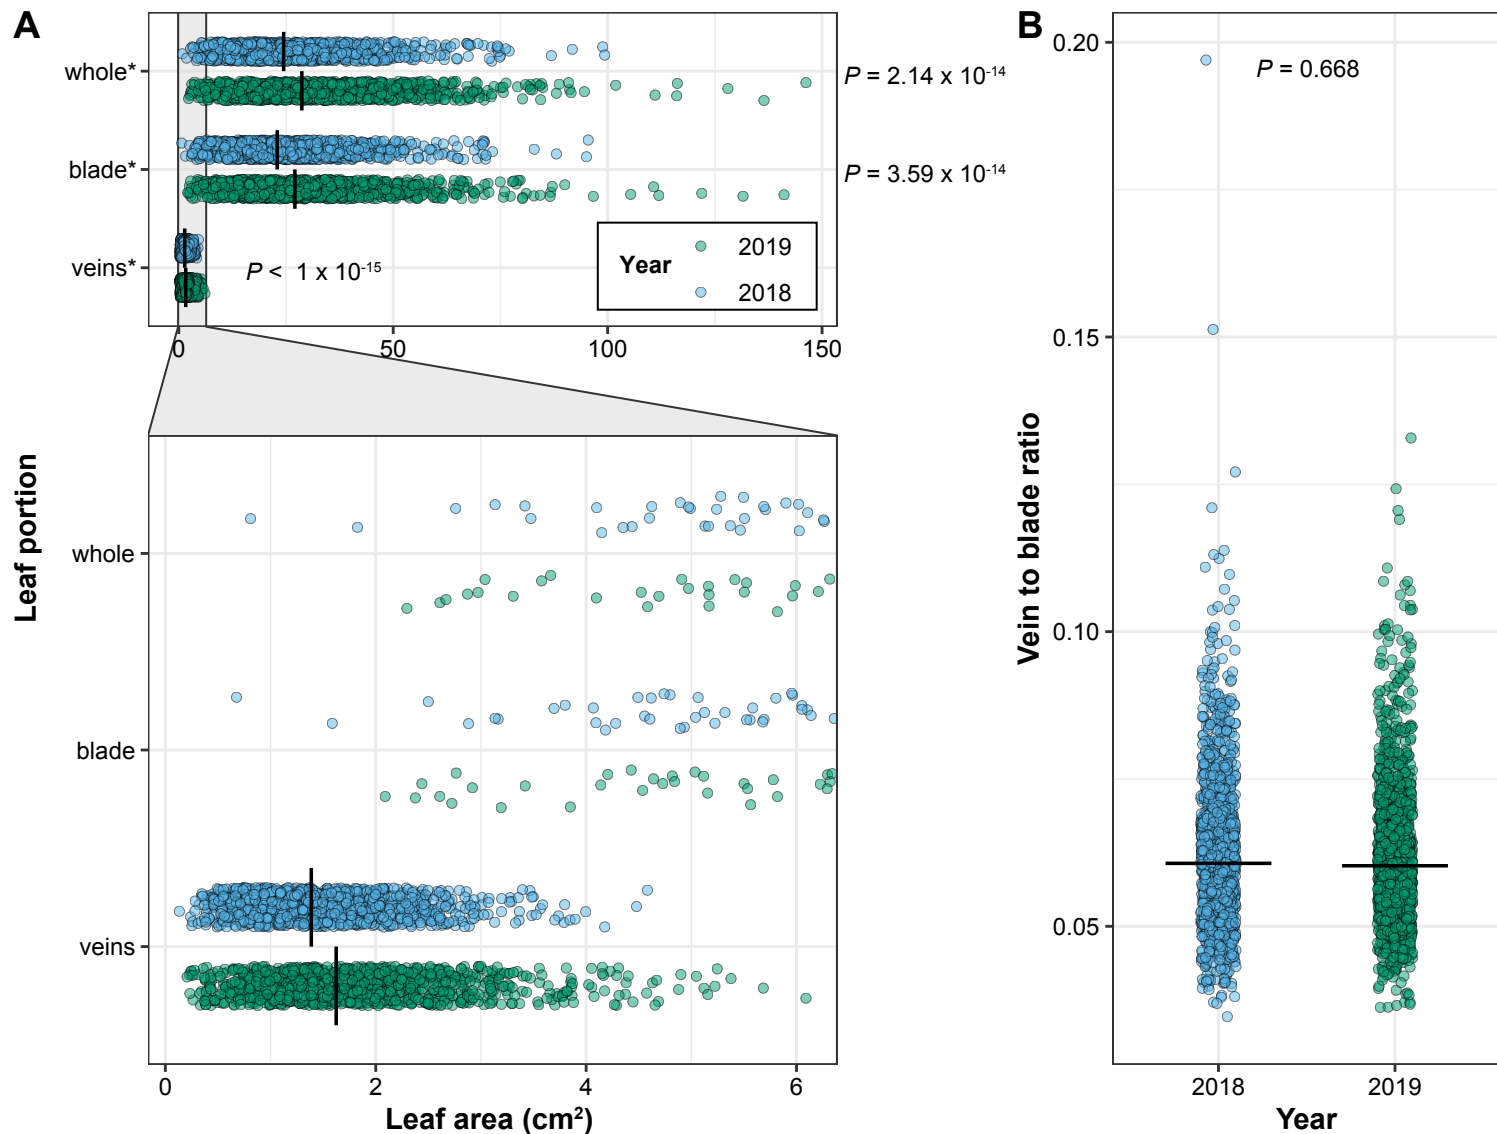 A
whole*
blade*
veins*
P = 2.14 x 10⁻¹⁴
P = 3.59 x 10⁻¹⁴
P < 1 x 10⁻¹⁵
Year
2019
2018
0 50 100 150
Leaf portion
whole
blade
veins
0 2 4 6
Leaf area (cm²)
B
P = 0.668
Vein to blade ratio
0.20
0.15
0.10
0.05
2018 2019
Year